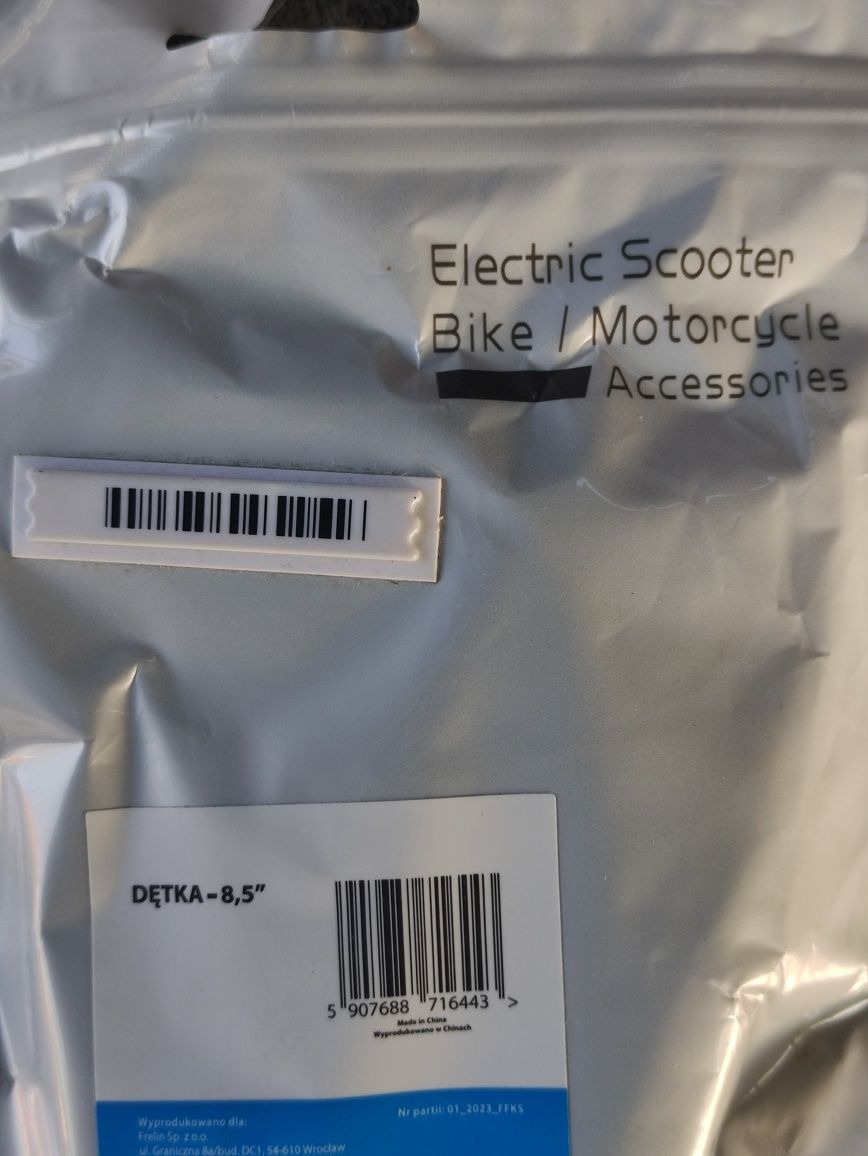 Electric Scooter
Bike / Motorcycle
Accessories
DĘTKA - 8,5”
5 907688 716443 >
Made in China
Wyprodukowano w Chinach
Nr partii: 01_2023_FFKS
Wyprodukowano dla:
Frelin Sp. z o.o.
ul. Graniczna 8a/bud. DC1, 54-610 Wrocław